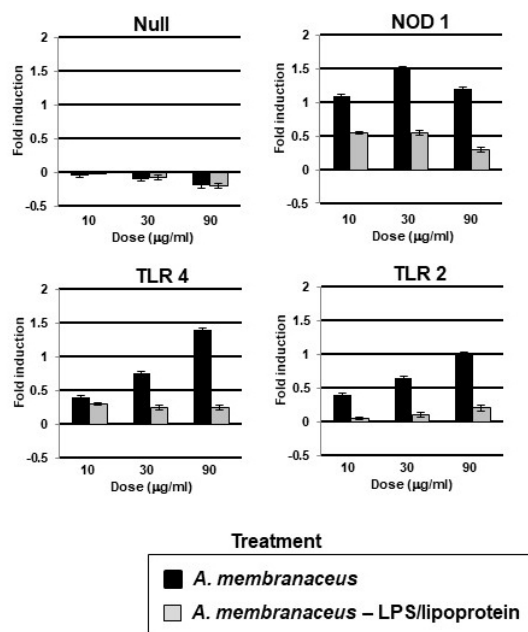 Null
Fold induction
2
1.5
1
0.5
0
-0.5
10 30 90
Dose (µg/ml)
NOD 1
Fold induction
2
1.5
1
0.5
0
-0.5
10 30 90
Dose (µg/ml)
TLR 4
Fold induction
2
1.5
1
0.5
0
-0.5
10 30 90
Dose (µg/ml)
TLR 2
Fold induction
2
1.5
1
0.5
0
-0.5
10 30 90
Dose (µg/ml)
Treatment
A. membranaceus
A. membranaceus – LPS/lipoprotein